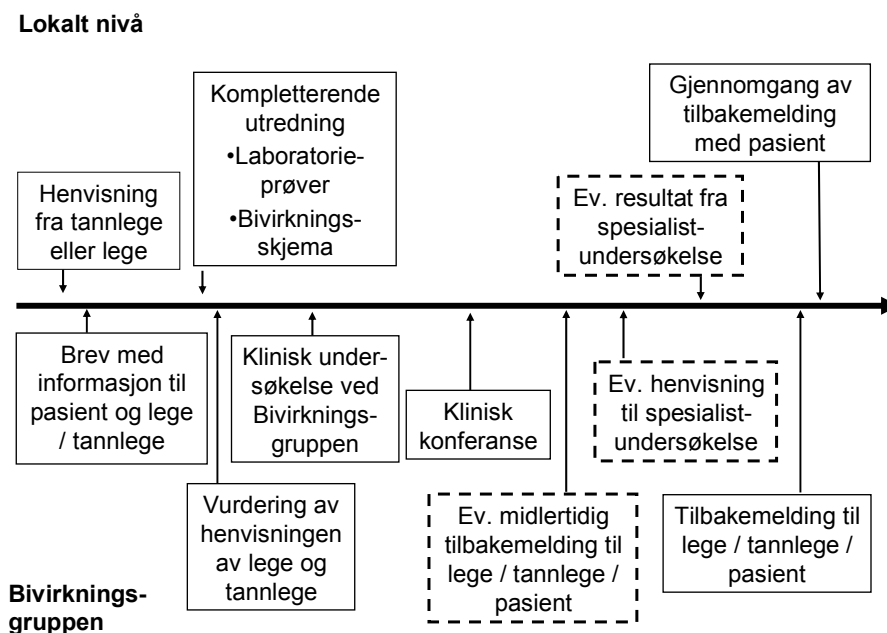 Lokalt nivå
Kompletterende
utredning
•Laboratorie-
prøver
•Bivirknings-
skjema
Gjennomgang av
tilbakemelding
med pasient
Henvisning
fra tannlege
eller lege
Ev. resultat fra
spesialist-
undersøkelse
Brev med
informasjon til
pasient og lege
/ tannlege
Klinisk under-
søkelse ved
Bivirknings-
gruppen
Klinisk
konferanse
Ev. henvisning
til spesialist-
undersøkelse
Vurdering av
henvisningen
av lege og
tannlege
Ev. midlertidig
tilbakemelding til
lege / tannlege /
pasient
Tilbakemelding til
lege / tannlege /
pasient
Bivirknings-
gruppen